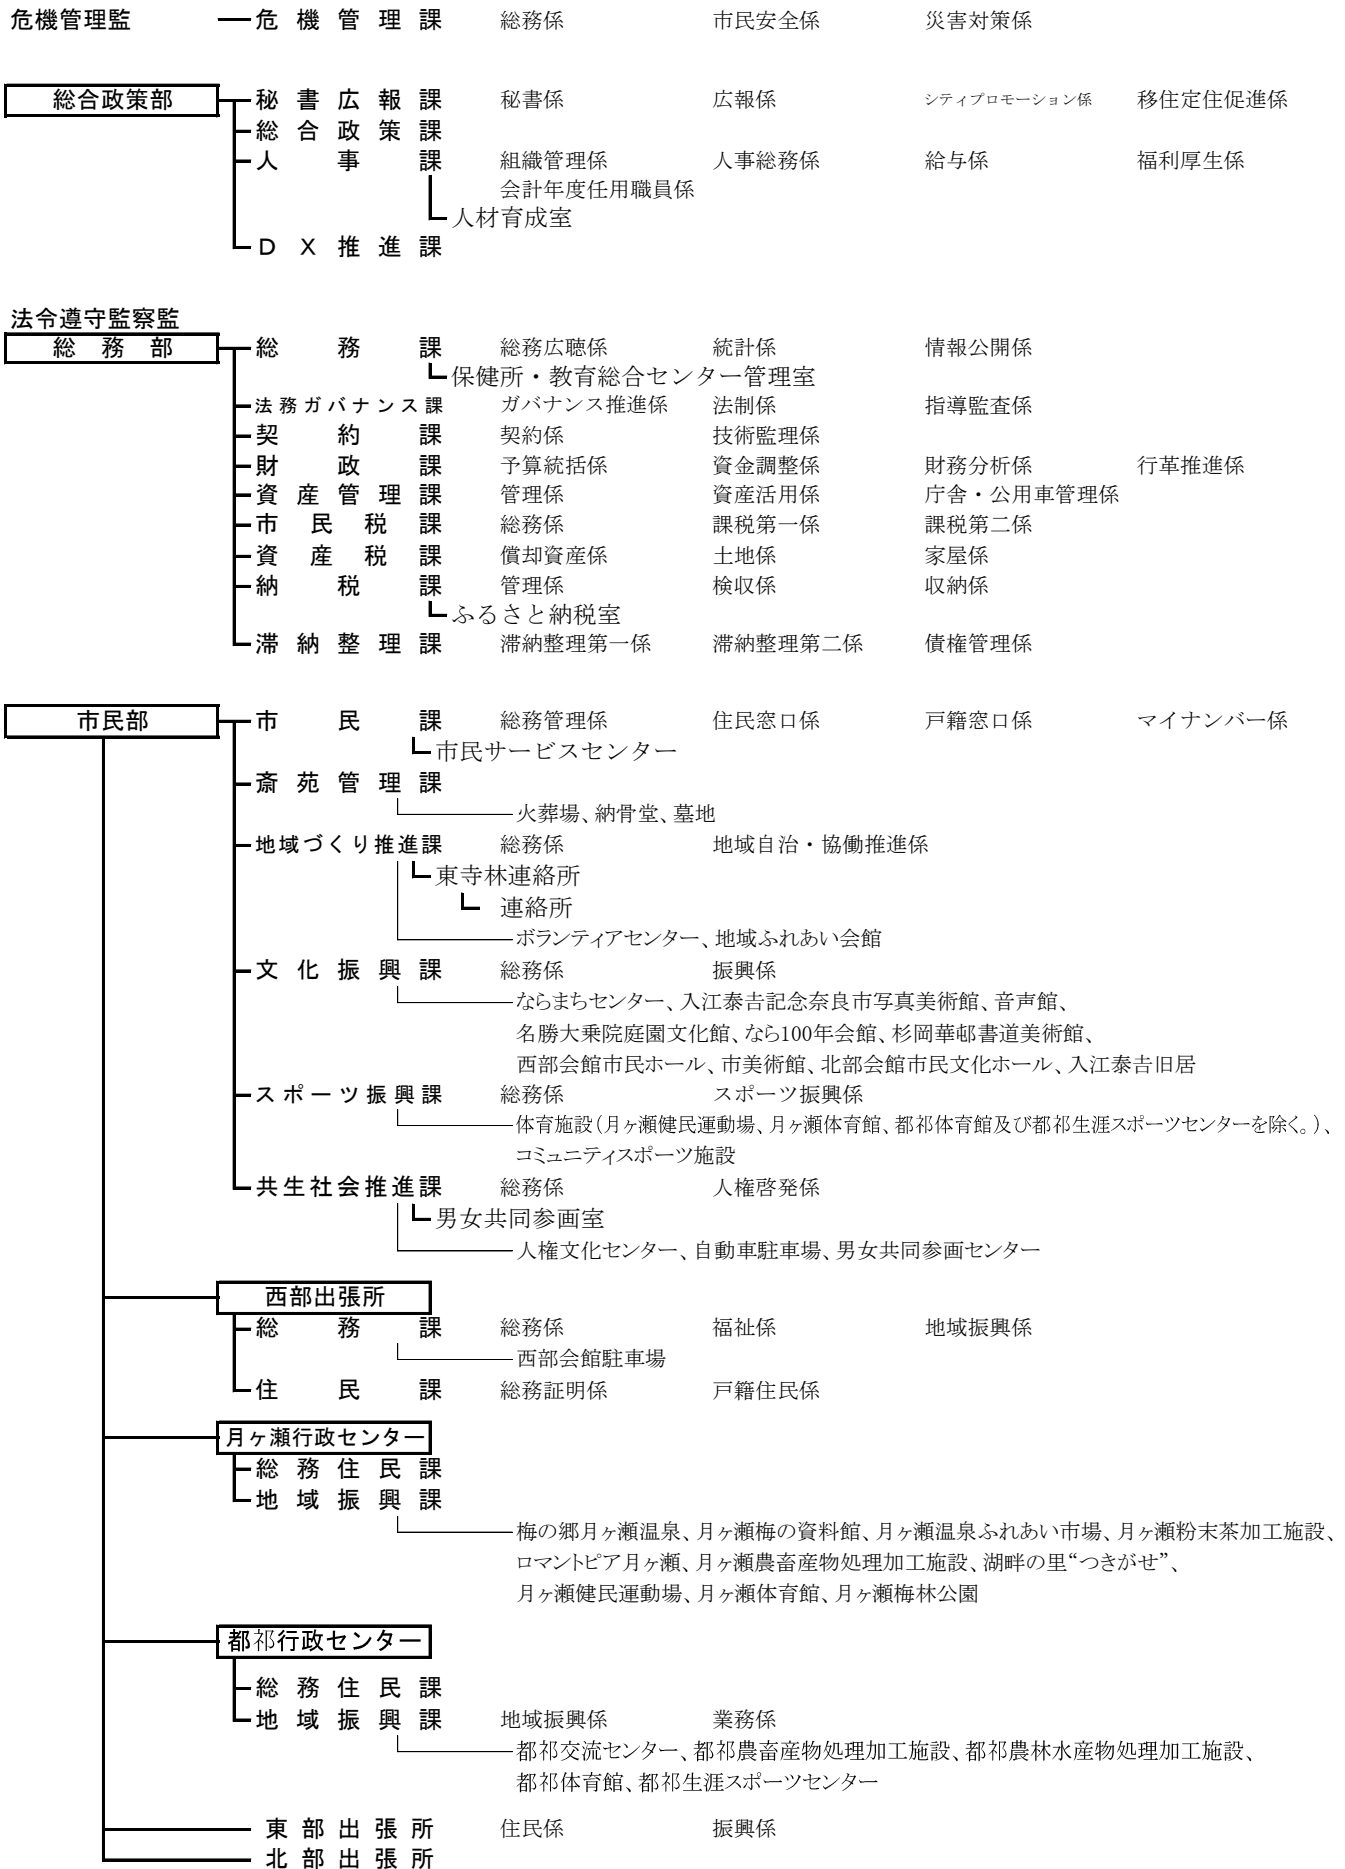 危機管理監 危機管理課 総務係 市民安全係 災害対策係
総合政策部 秘書広報課 秘書係 広報係 シティプロモーション係 移住定住促進係
総合政策課
人事課 組織管理係 人事総務係 給与係 福利厚生係
会計年度任用職員係
人材育成室
DX推進課
法令遵守監察監
総務部 総務課 総務広聴係 統計係 情報公開係
保健所・教育総合センター管理室
法務ガバナンス課 ガバナンス推進係 法制係 指導監査係
契約課 契約係 技術監理係
財政課 予算統括係 資金調整係 財務分析係 行革推進係
資産管理課 管理係 資産活用係 庁舎・公用車管理係
市民税課 総務係 課税第一係 課税第二係
資産税課 償却資産係 土地係 家屋係
納税課 管理係 検収係 収納係
ふるさと納税室
滞納整理課 滞納整理第一係 滞納整理第二係 債権管理係
市民部 市民課 総務管理係 住民窓口係 戸籍窓口係 マイナンバー係
市民サービスセンター
斎苑管理課
火葬場、納骨堂、墓地
地域づくり推進課 総務係 地域自治・協働推進係
東寺林連絡所
連絡所
ボランティアセンター、地域ふれあい会館
文化振興課 総務係 振興係
ならまちセンター、入江泰𠮷記念奈良市写真美術館、音声館、
名勝大乗院庭園文化館、なら100年会館、杉岡華邨書道美術館、
西部会館市民ホール、市美術館、北部会館市民文化ホール、入江泰𠮷旧居
スポーツ振興課 総務係 スポーツ振興係
体育施設(月ヶ瀬健民運動場、月ヶ瀬体育館、都祁体育館及び都祁生涯スポーツセンターを除く。)、
コミュニティスポーツ施設
共生社会推進課 総務係 人権啓発係
男女共同参画室
人権文化センター、自動車駐車場、男女共同参画センター
西部出張所
総務課 総務係 福祉係 地域振興係
西部会館駐車場
住民課 総務証明係 戸籍住民係
月ヶ瀬行政センター
総務住民課
地域振興課
梅の郷月ヶ瀬温泉、月ヶ瀬梅の資料館、月ヶ瀬温泉ふれあい市場、月ヶ瀬粉末茶加工施設、
ロマントピア月ヶ瀬、月ヶ瀬農畜産物処理加工施設、湖畔の里“つきがせ”、
月ヶ瀬健民運動場、月ヶ瀬体育館、月ヶ瀬梅林公園
都祁行政センター
総務住民課
地域振興課 地域振興係 業務係
都祁交流センター、都祁農畜産物処理加工施設、都祁農林水産物処理加工施設、
都祁体育館、都祁生涯スポーツセンター
東部出張所 住民係 振興係
北部出張所